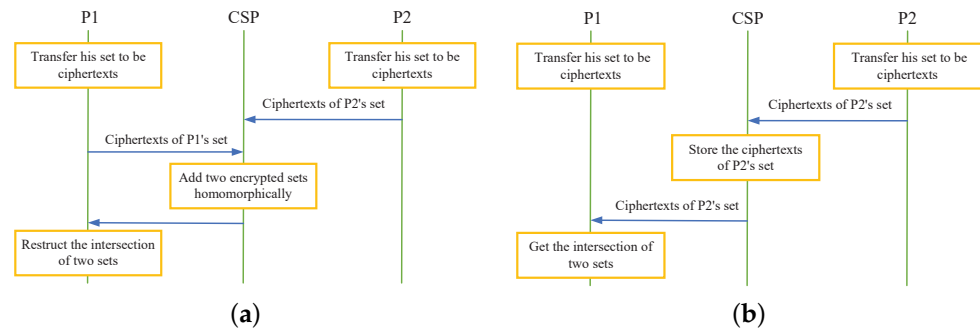 P1
CSP
P2
Transfer his set to be
ciphertexts
Transfer his set to be
ciphertexts
Ciphertexts of P2's set
Ciphertexts of P1's set
Add two encrypted sets
homomorphically
Restruct the intersection
of two sets
(a)
P1
CSP
P2
Transfer his set to be
ciphertexts
Transfer his set to be
ciphertexts
Ciphertexts of P2's set
Store the ciphertexts
of P2's set
Ciphertexts of P2's set
Get the intersection of
two sets
(b)